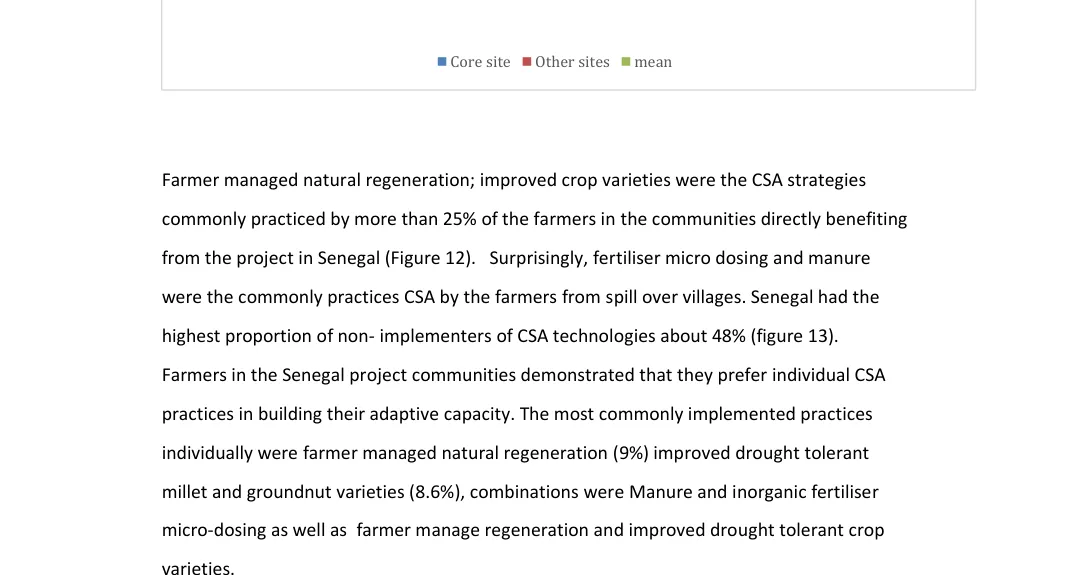 Core site Other sites mean
Farmer managed natural regeneration; improved crop varieties were the CSA strategies
commonly practiced by more than 25% of the farmers in the communities directly benefiting
from the project in Senegal (Figure 12).   Surprisingly, fertiliser micro dosing and manure
were the commonly practices CSA by the farmers from spill over villages. Senegal had the
highest proportion of non- implementers of CSA technologies about 48% (figure 13).
Farmers in the Senegal project communities demonstrated that they prefer individual CSA
practices in building their adaptive capacity. The most commonly implemented practices
individually were farmer managed natural regeneration (9%) improved drought tolerant
millet and groundnut varieties (8.6%), combinations were Manure and inorganic fertiliser
micro-dosing as well as  farmer manage regeneration and improved drought tolerant crop
varieties.